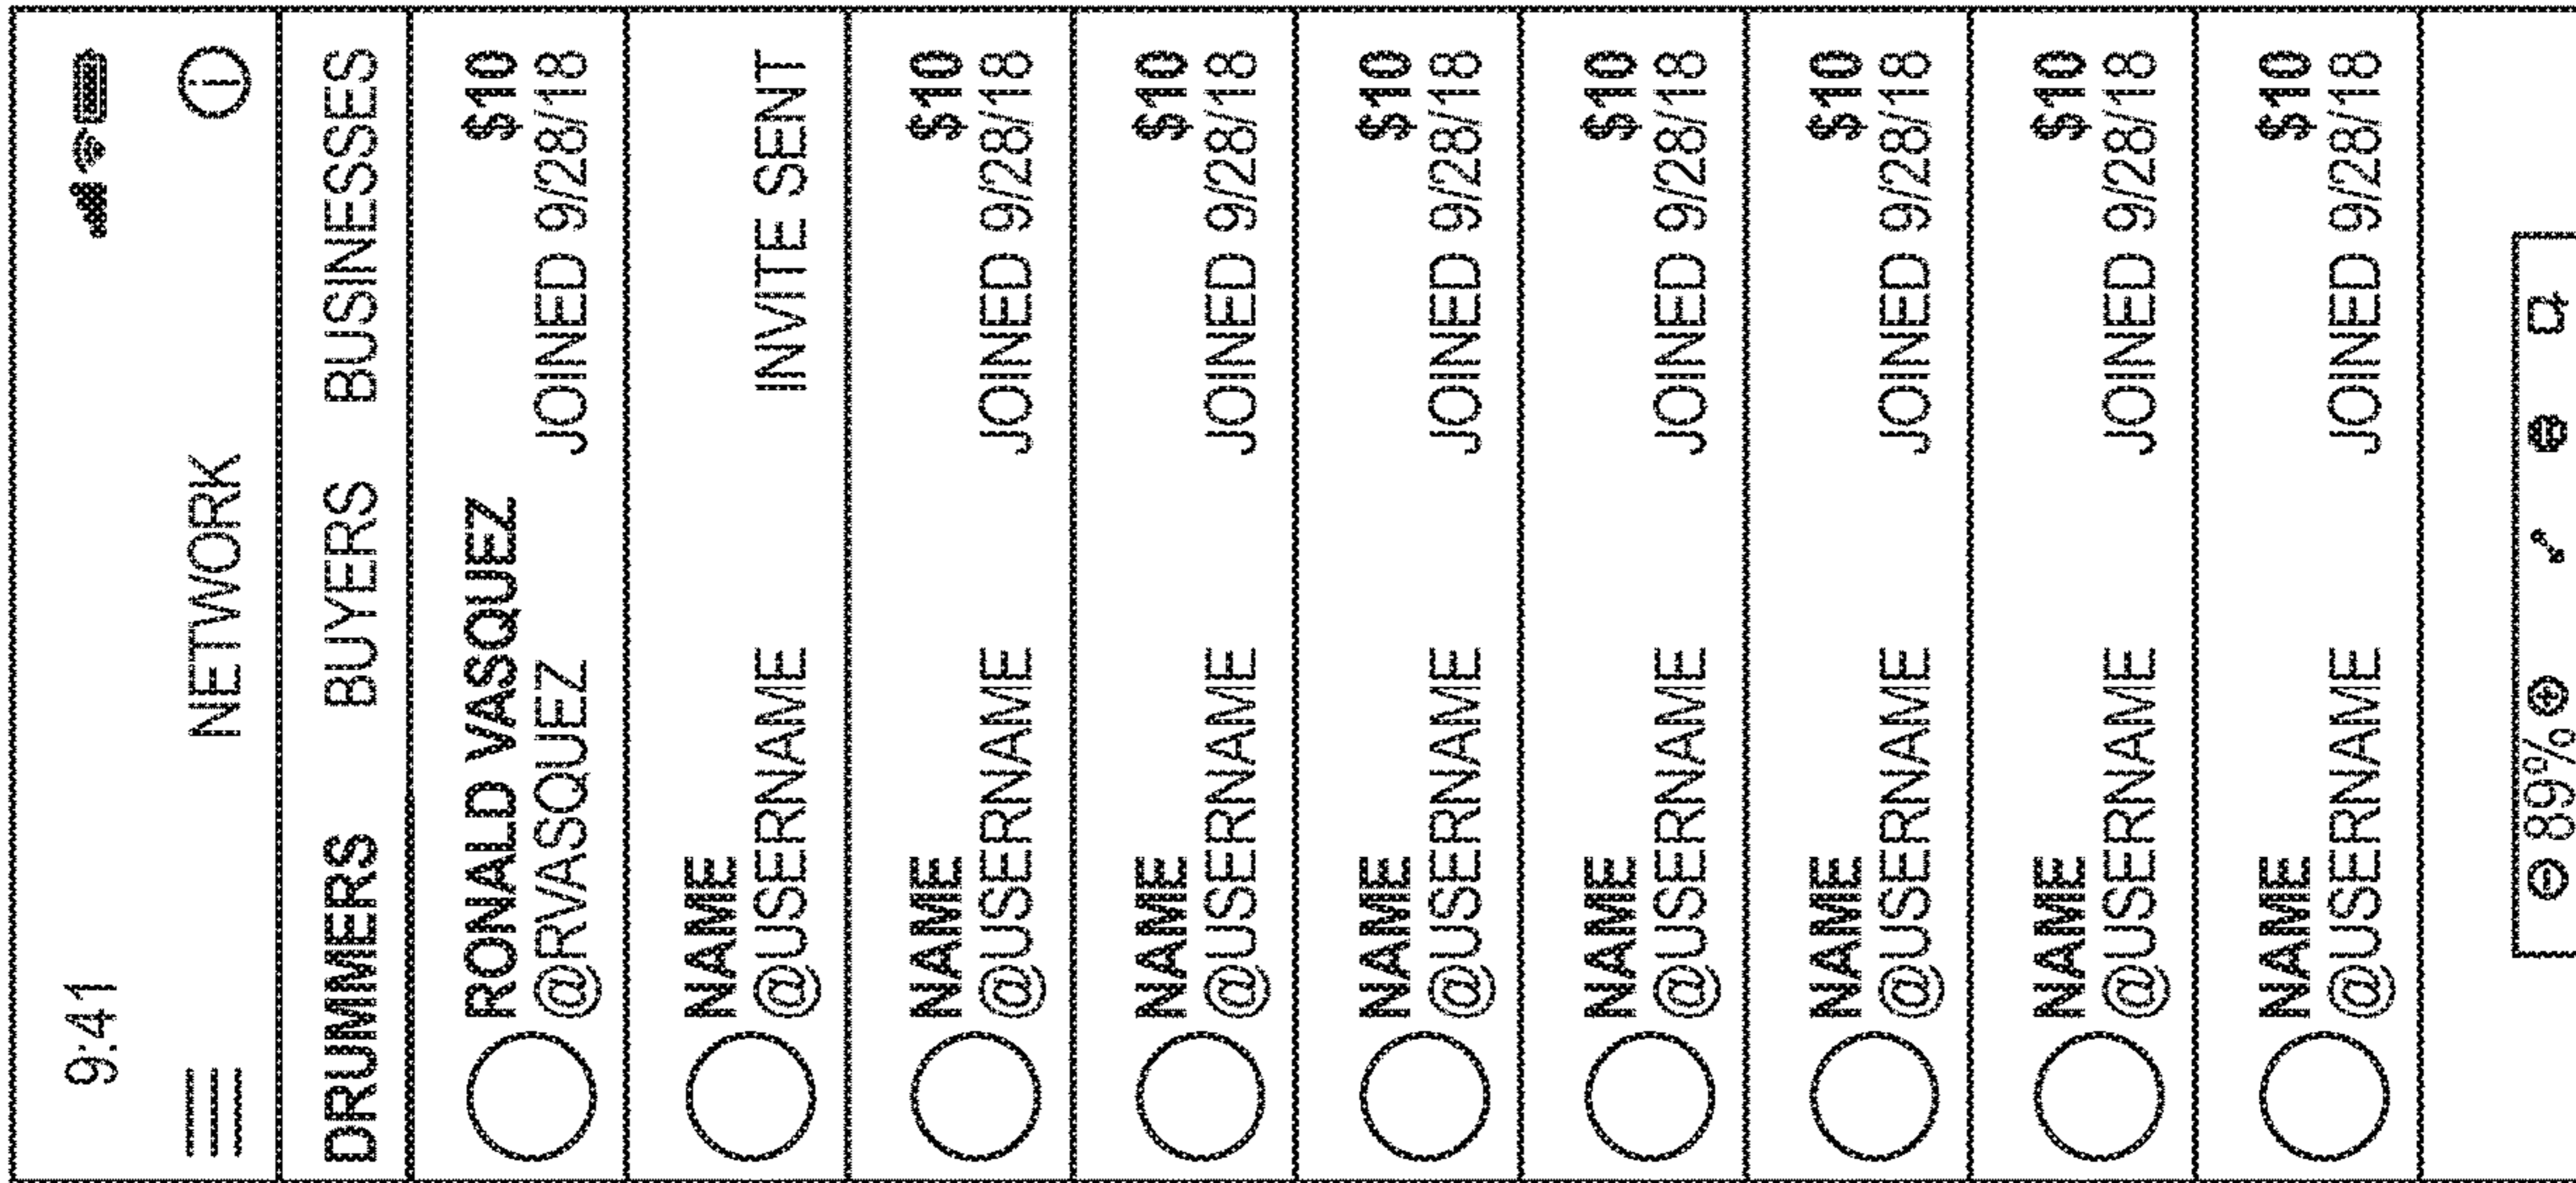 9:41
NETWORK
DRUMMERS BUYERS BUSINESSES
RONALD VASQUEZ $10
@RVASQUEZ JOINED 9/28/18
NAME
@USERNAME INVITE SENT
NAME $10
@USERNAME JOINED 9/28/18
NAME $10
@USERNAME JOINED 9/28/18
NAME $10
@USERNAME JOINED 9/28/18
NAME $10
@USERNAME JOINED 9/28/18
NAME $10
@USERNAME JOINED 9/28/18
NAME $10
@USERNAME JOINED 9/28/18
NAME $10
@USERNAME JOINED 9/28/18
89%